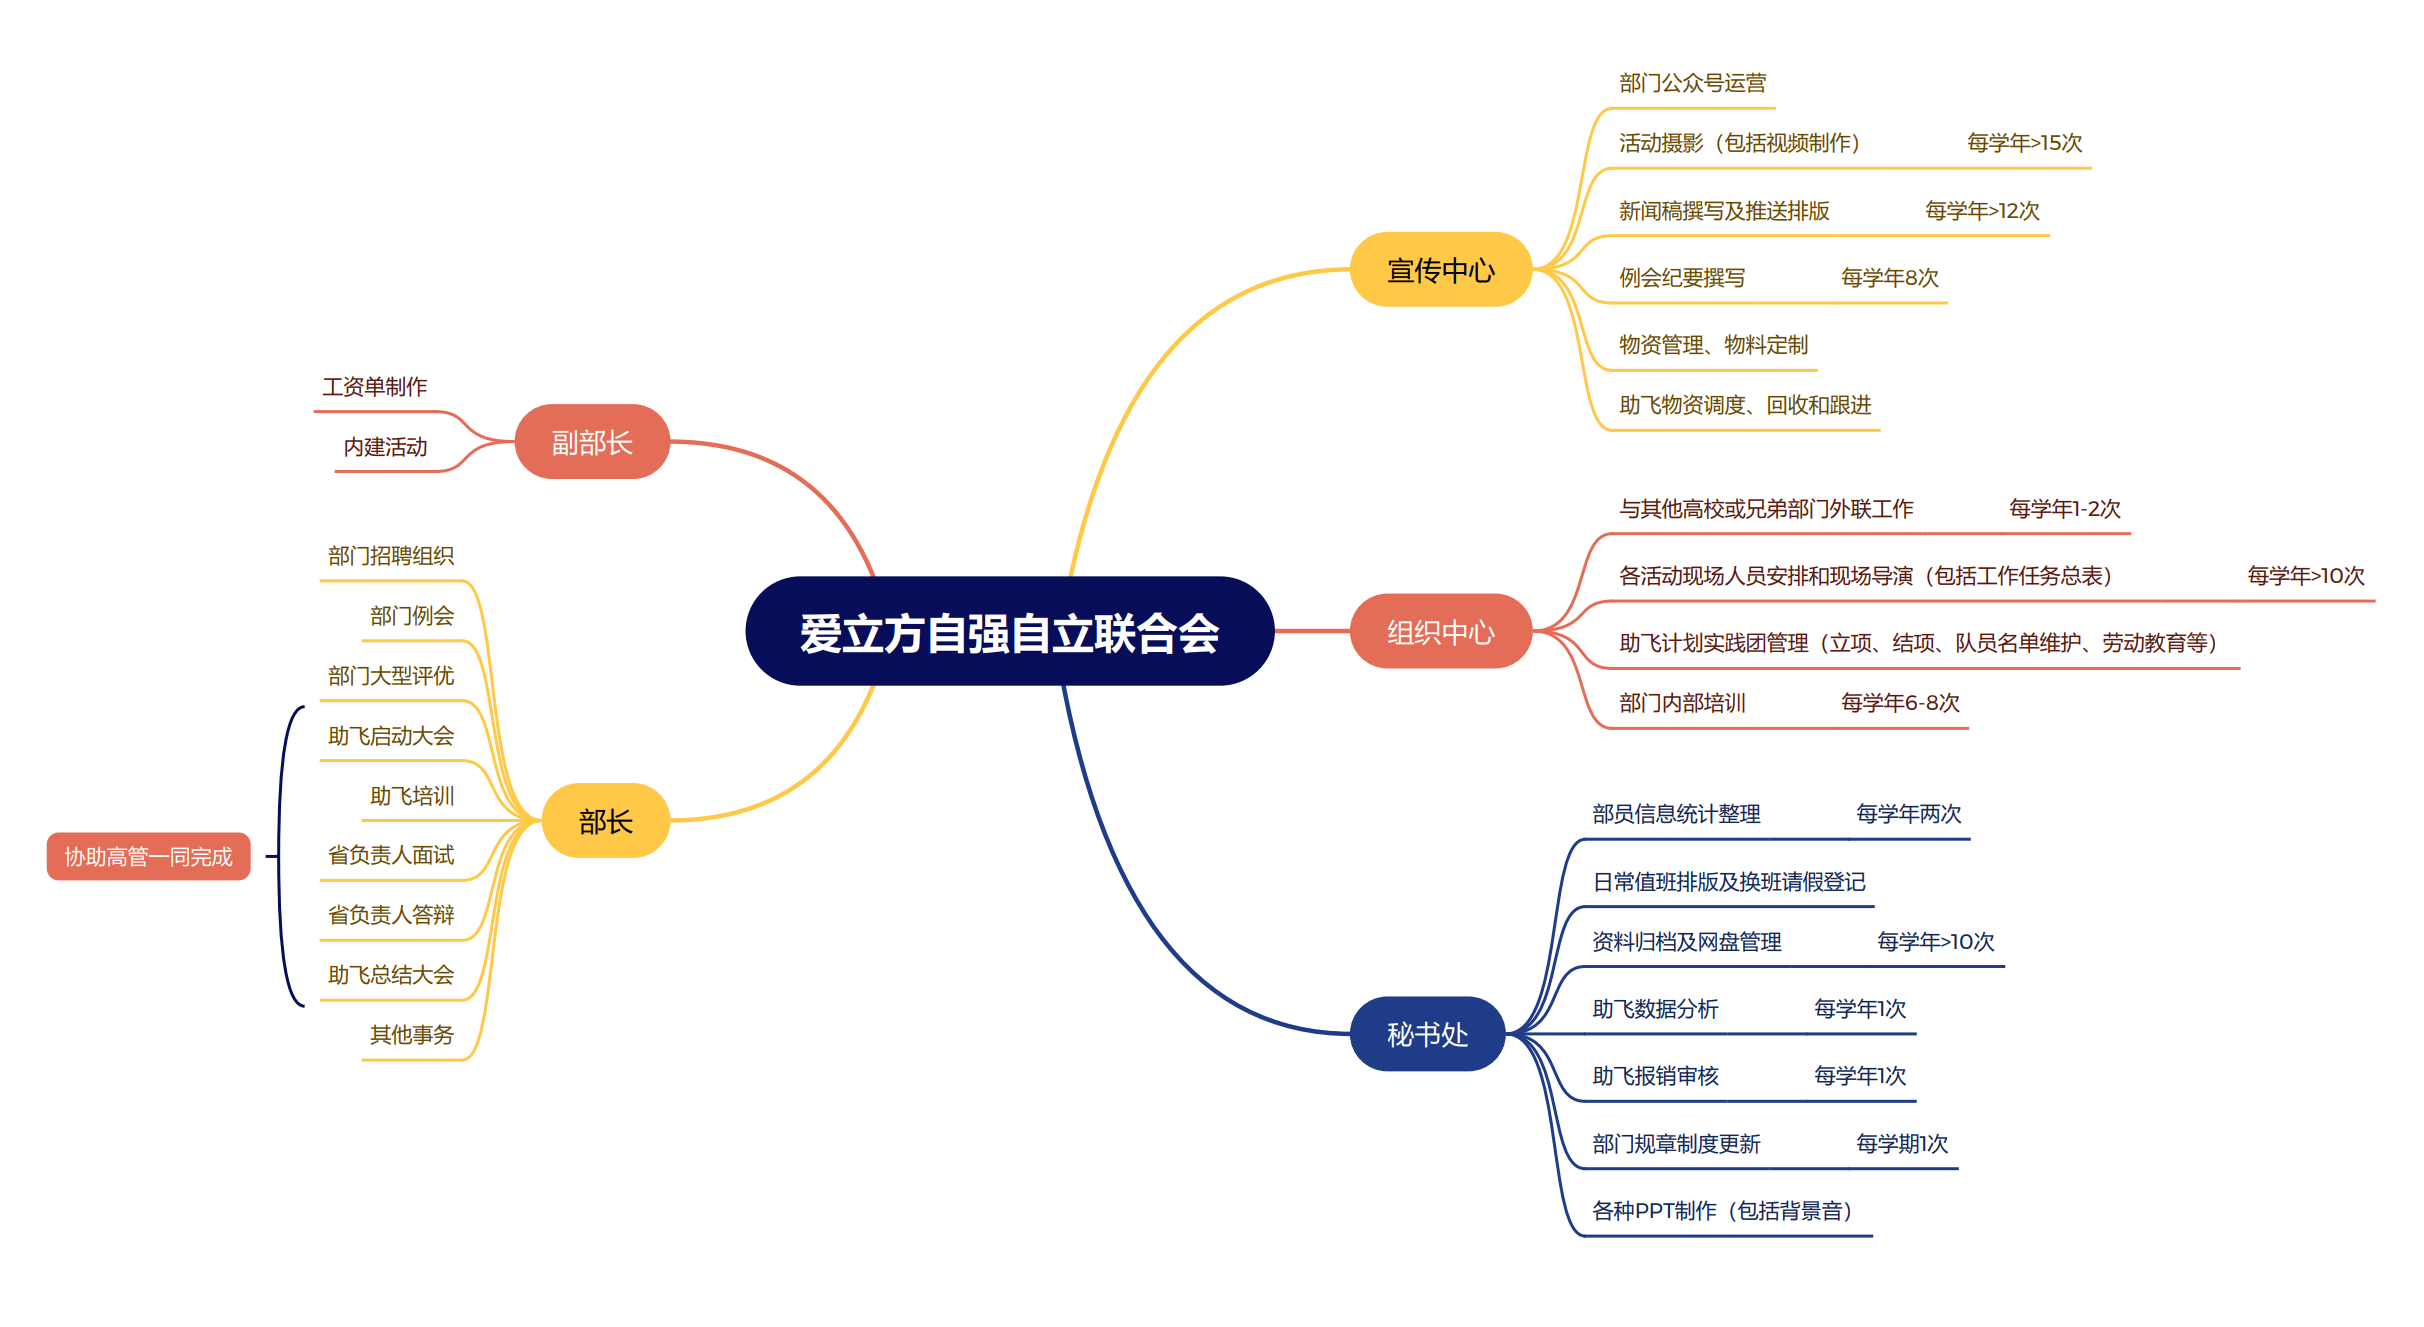 爱立方自强自立联合会
宣传中心
部门公众号运营
活动摄影（包括视频制作） 每学年>15次
新闻稿撰写及推送排版 每学年>12次
例会纪要撰写 每学年8次
物资管理、物料定制
助飞物资调度、回收和跟进
组织中心
与其他高校或兄弟部门外联工作 每学年1-2次
各活动现场人员安排和现场导演（包括工作任务总表） 每学年>10次
助飞计划实践团管理（立项、结项、队员名单维护、劳动教育等）
部门内部培训 每学年6-8次
秘书处
部员信息统计整理 每学年两次
日常值班排版及换班请假登记
资料归档及网盘管理 每学年>10次
助飞数据分析 每学年1次
助飞报销审核 每学年1次
部门规章制度更新 每学期1次
各种PPT制作（包括背景音）
副部长
工资单制作
内建活动
部长
部门招聘组织
部门例会
部门大型评优
助飞启动大会
助飞培训
省负责人面试
省负责人答辩
助飞总结大会
其他事务
协助高管一同完成